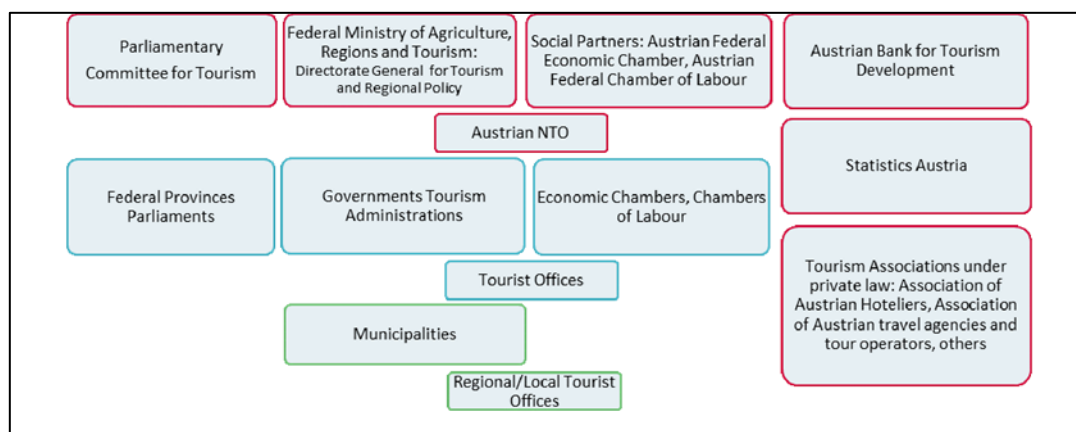 Parliamentary
Committee for Tourism
Federal Ministry of Agriculture,
Regions and Tourism:
Directorate General for Tourism
and Regional Policy
Social Partners: Austrian Federal
Economic Chamber, Austrian
Federal Chamber of Labour
Austrian Bank for Tourism
Development
Austrian NTO
Statistics Austria
Federal Provinces
Parliaments
Governments Tourism
Administrations
Economic Chambers, Chambers
of Labour
Tourist Offices
Tourism Associations under
private law: Association of
Austrian Hoteliers, Association
of Austrian travel agencies and
tour operators, others
Municipalities
Regional/Local Tourist
Offices